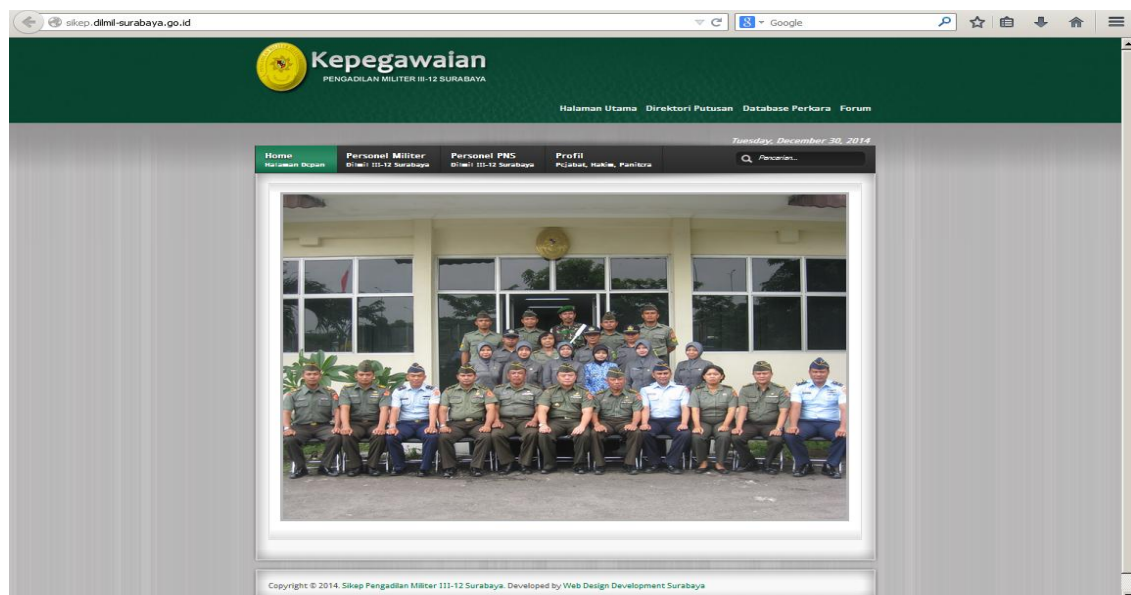 sikep.dilmil-surabaya.go.id
Google
Kepegawaian
PENGADILAN MILITER III-12 SURABAYA
Halaman Utama Direktori Putusan Database Perkara Forum
Tuesday, December 30, 2014
Home Personel Militer Personel PNS Profil
Halaman Depan Dilmil III-12 Surabaya Dilmil III-12 Surabaya Pejabat, Hakim, Panitera
Pencarian...
Copyright © 2014. Sikep Pengadilan Militer III-12 Surabaya. Developed by Web Design Development Surabaya